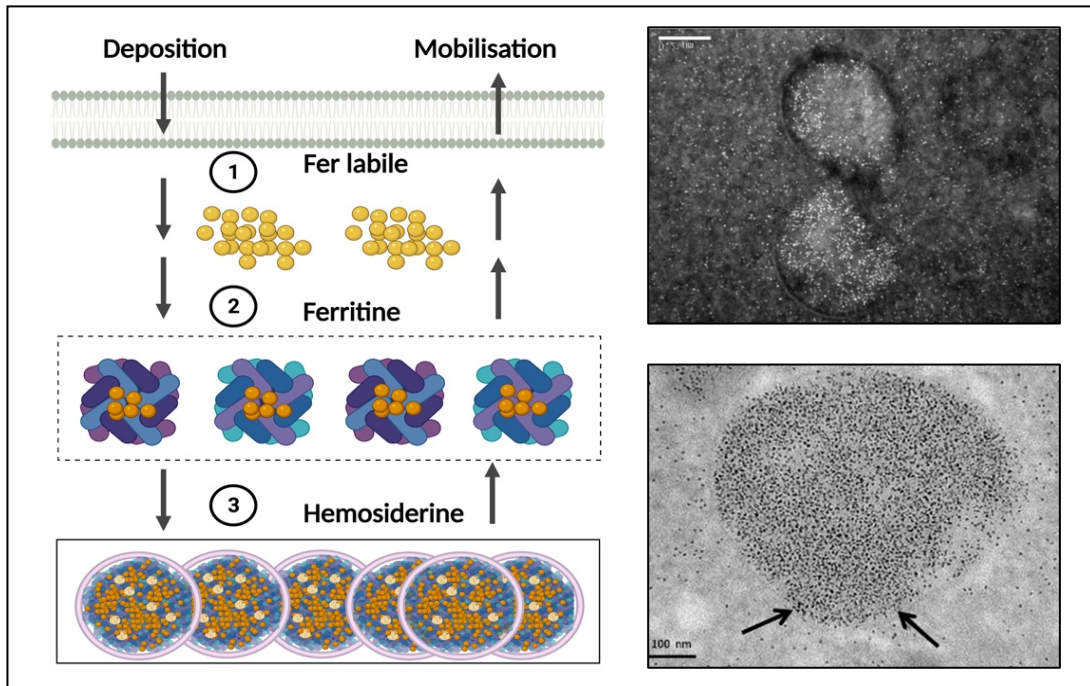 Deposition
Mobilisation
1
Fer labile
2
Ferritine
3
Hemosiderine
100 nm